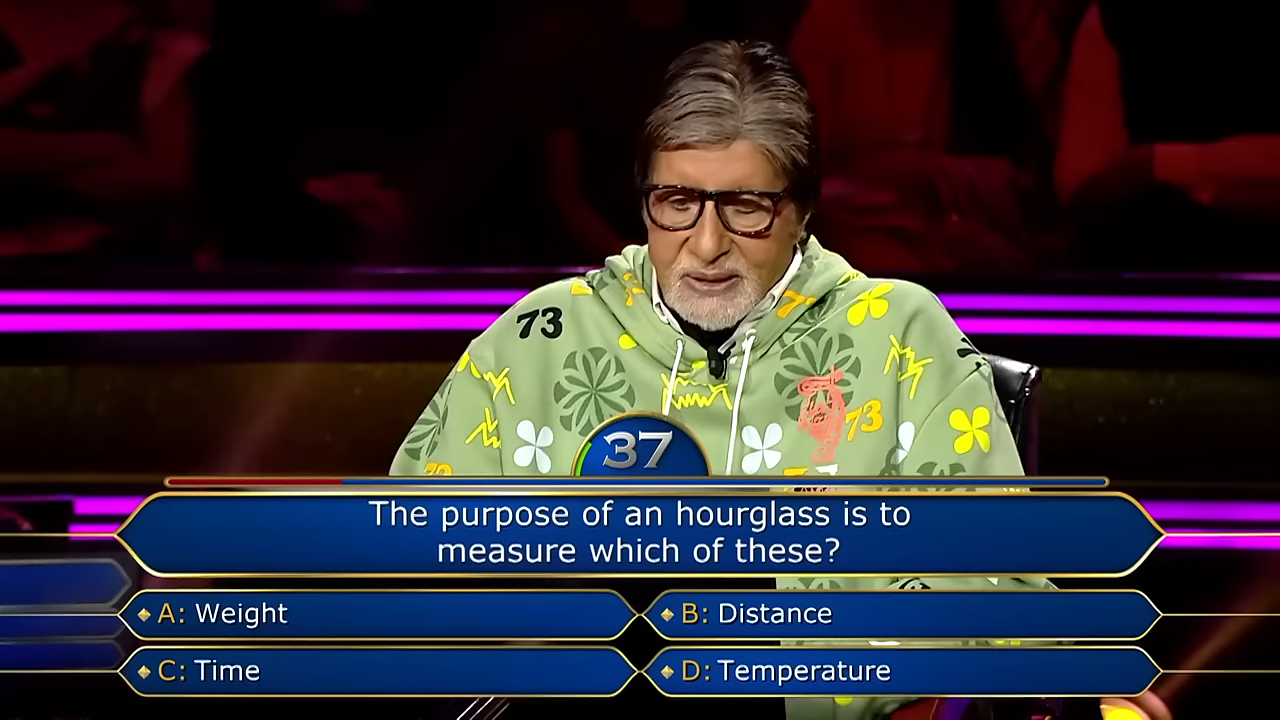 73
73
37
The purpose of an hourglass is to
measure which of these?
A: Weight
B: Distance
C: Time
D: Temperature